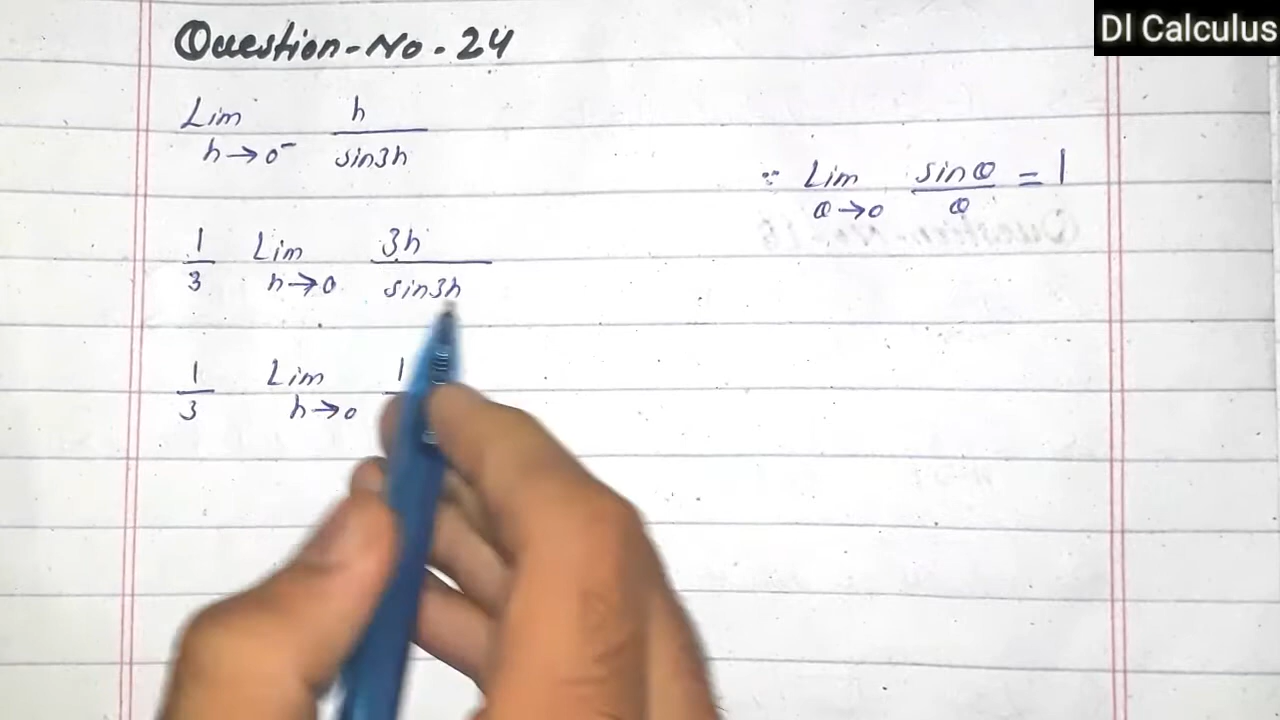 DI Calculus
Question-No-24
Lim h→0⁻ h/sin3h
∵ Lim θ→0 sinθ/θ = 1
1/3 Lim h→0 3h/sin3h
1/3 Lim h→0 1